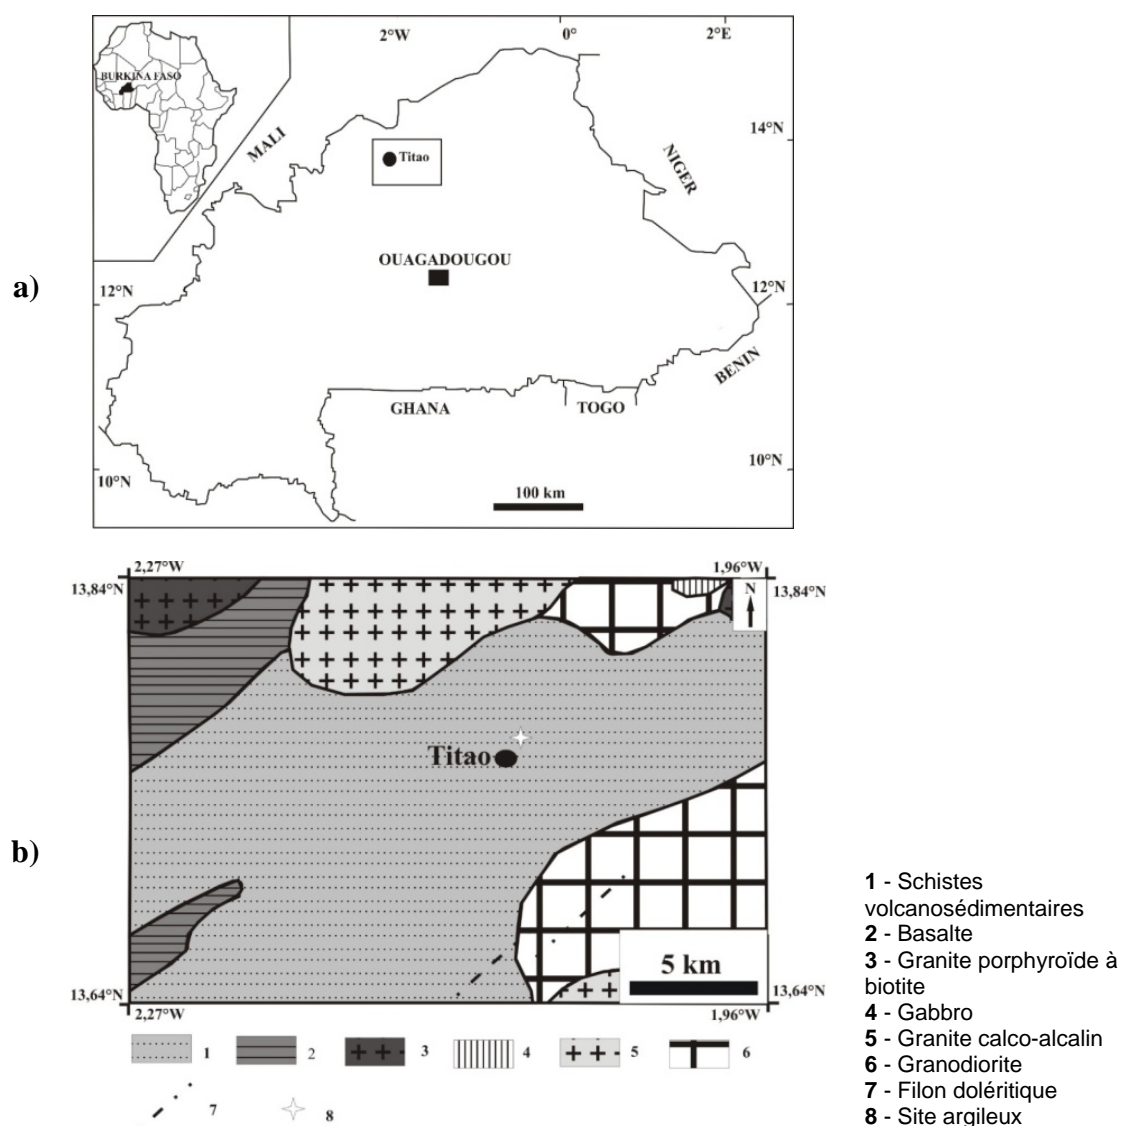 2°W 0° 2°E
BURKINA FASO
MALI
14°N
Titao
NIGER
OUAGADOUGOU
a)
12°N 12°N
BENIN
GHANA TOGO
10°N 10°N
100 km
2,27°W 1,96°W
13,84°N 13,84°N
N
Titao
b)
5 km
13,64°N 13,64°N
2,27°W 1,96°W
1 2 3 4 5 6
7 8
1 - Schistes
volcanosédimentaires
2 - Basalte
3 - Granite porphyroïde à
biotite
4 - Gabbro
5 - Granite calco-alcalin
6 - Granodiorite
7 - Filon doléritique
8 - Site argileux